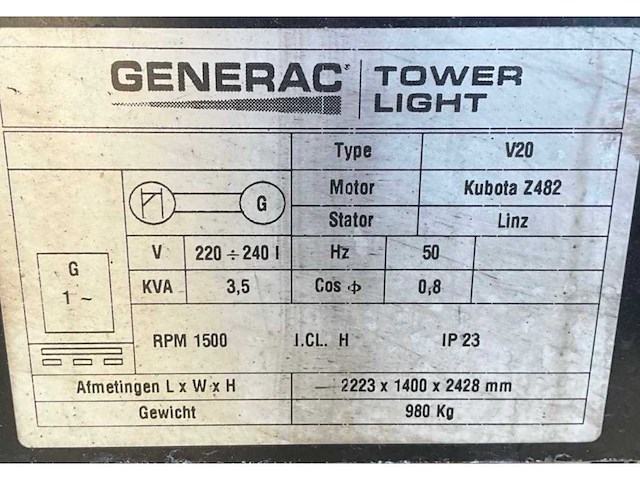 GENERAC TOWER LIGHT
Type V20
Motor Kubota Z482
G
Stator Linz
V 220 ÷ 240 I Hz 50
G
1 ~
KVA 3,5 Cos ϕ 0,8
RPM 1500 I.CL. H IP 23
Afmetingen L x W x H 2223 x 1400 x 2428 mm
Gewicht 980 Kg